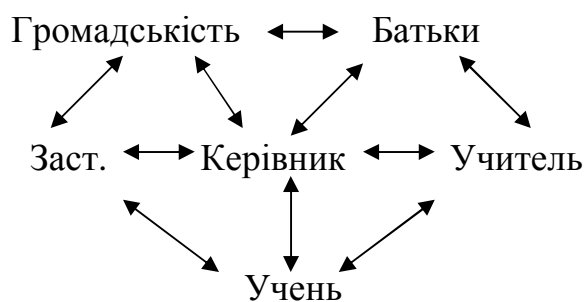 Громадськість Батьки
Заст. Керівник Учитель
Учень